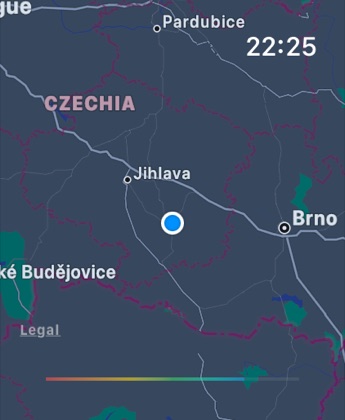 gue
Pardubice
22:25
CZECHIA
Jihlava
Brno
ké Budějovice
Legal